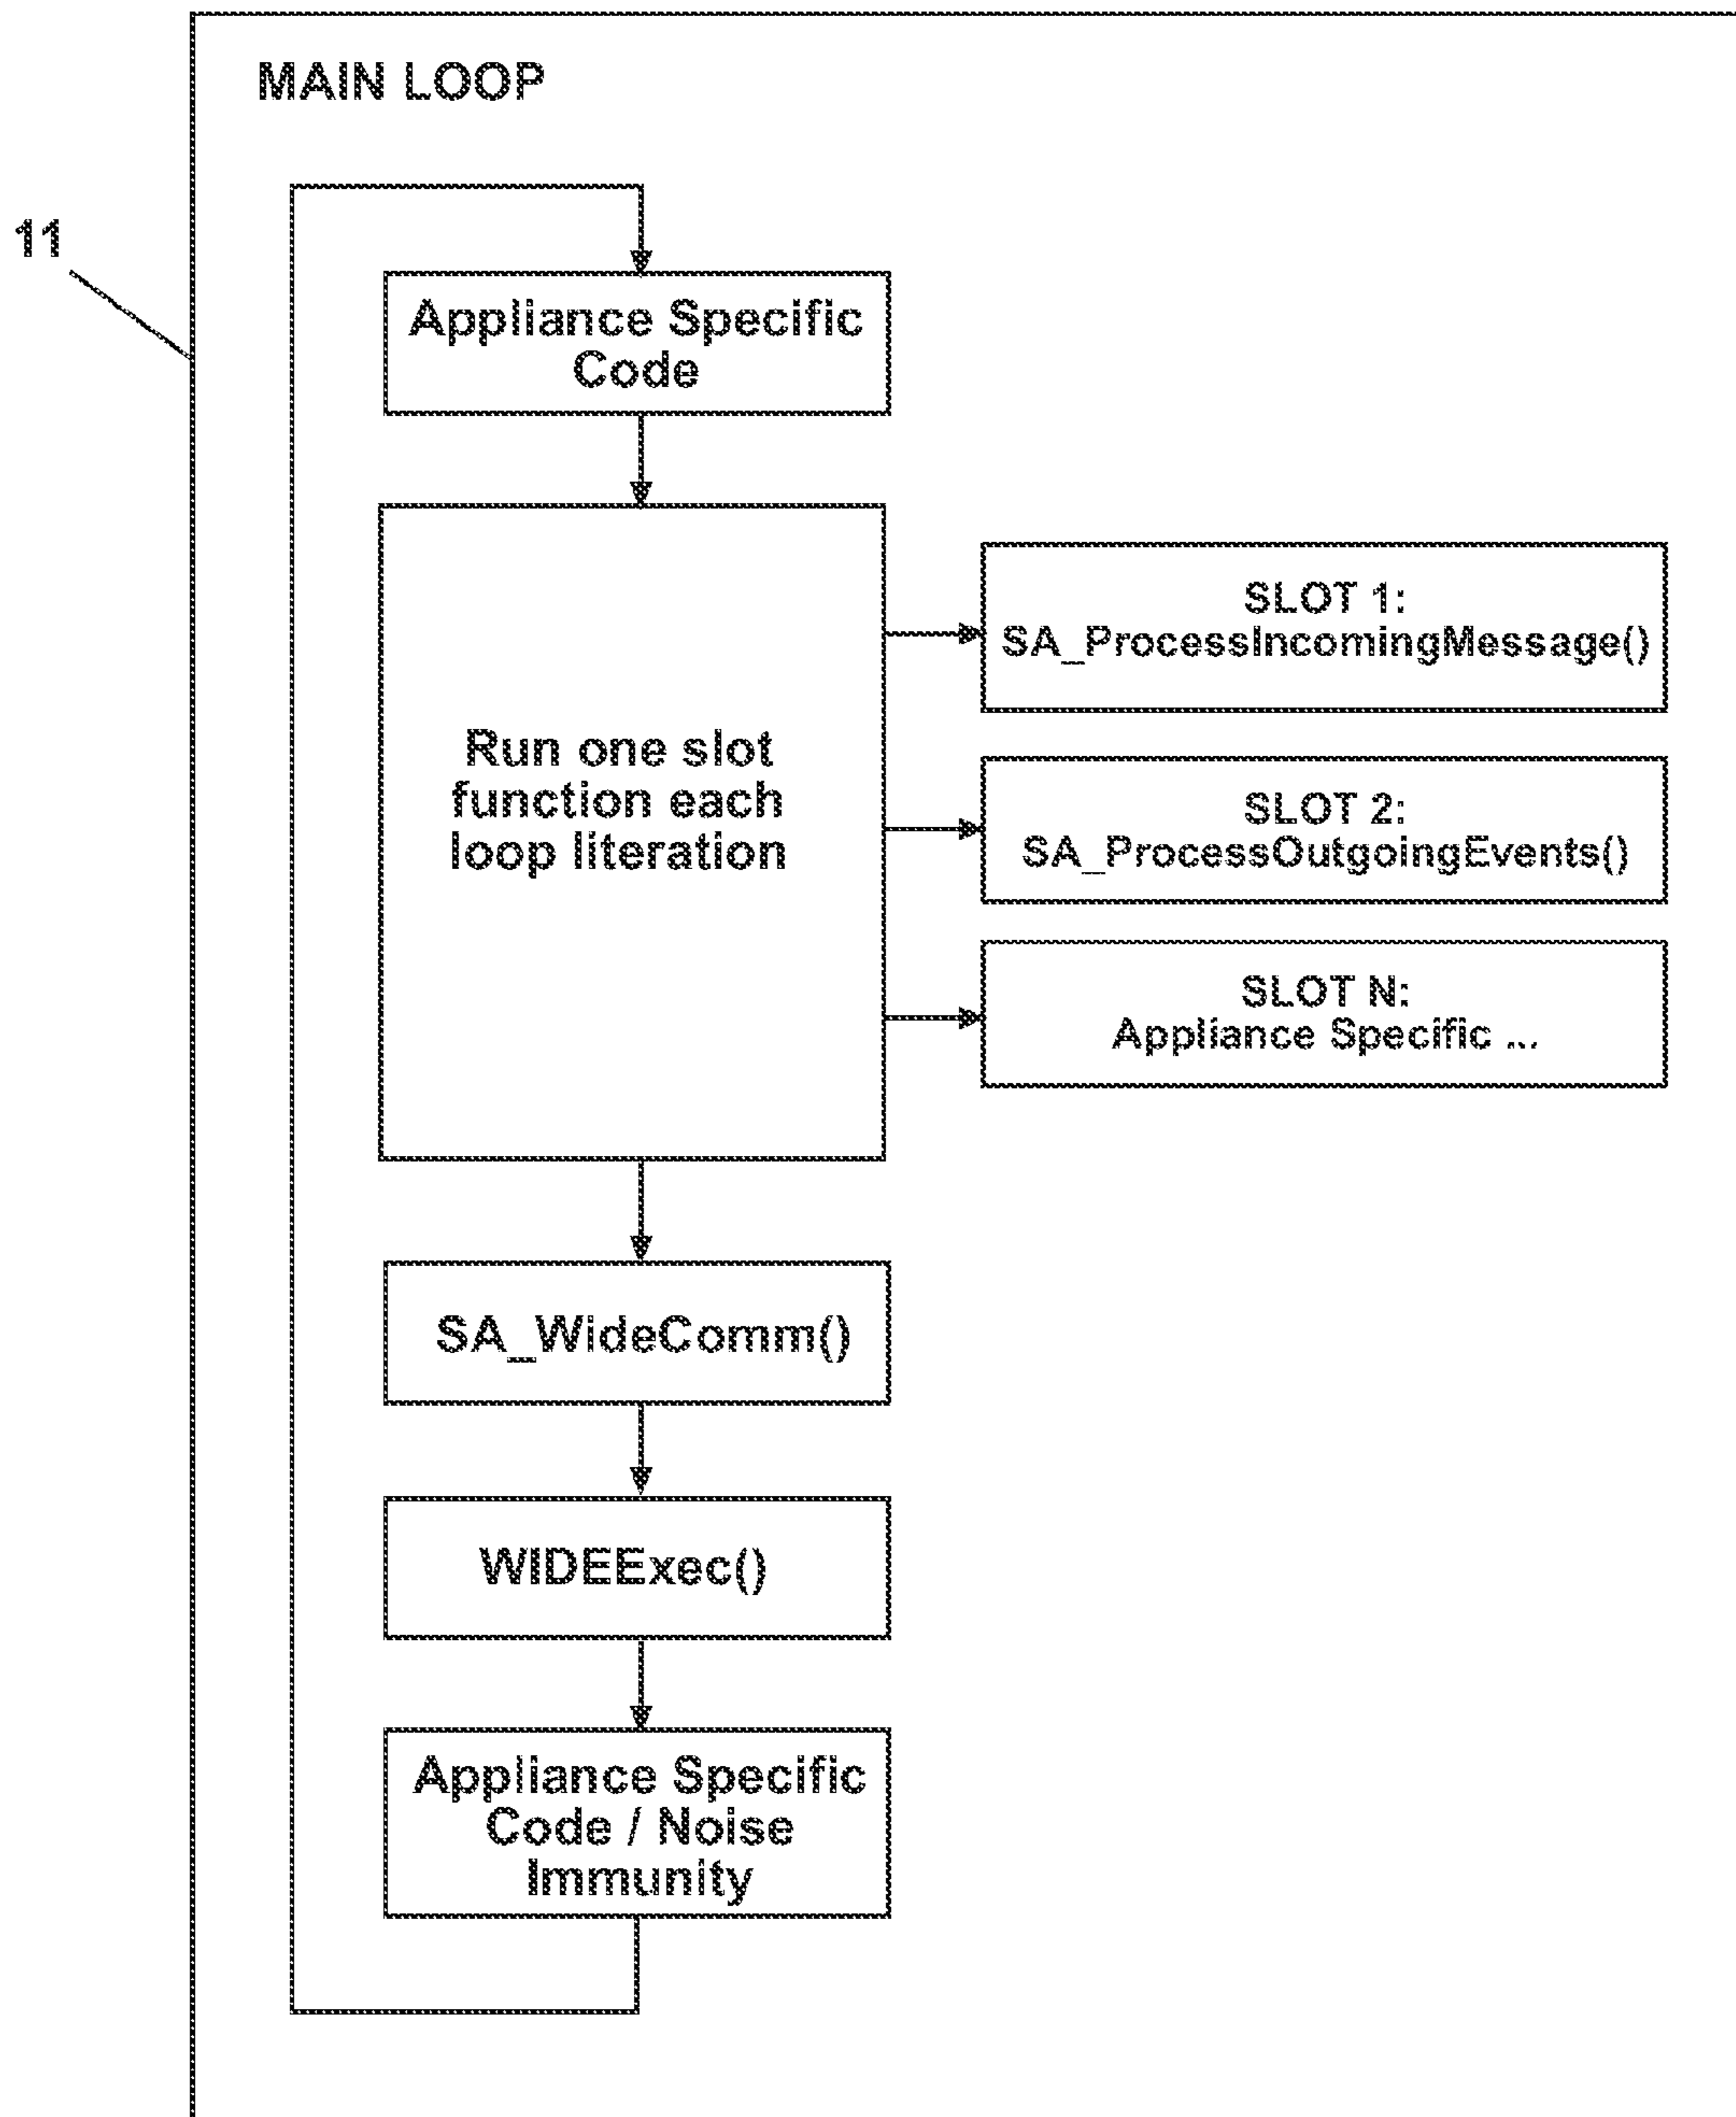 MAIN LOOP
11
Appliance Specific
Code
Run one slot
function each
loop literation
SLOT 1:
SA_ProcessIncomingMessage()
SLOT 2:
SA_ProcessOutgoingEvents()
SLOT N:
Appliance Specific ...
SA_WideComm()
WIDEExec()
Appliance Specific
Code / Noise
Immunity